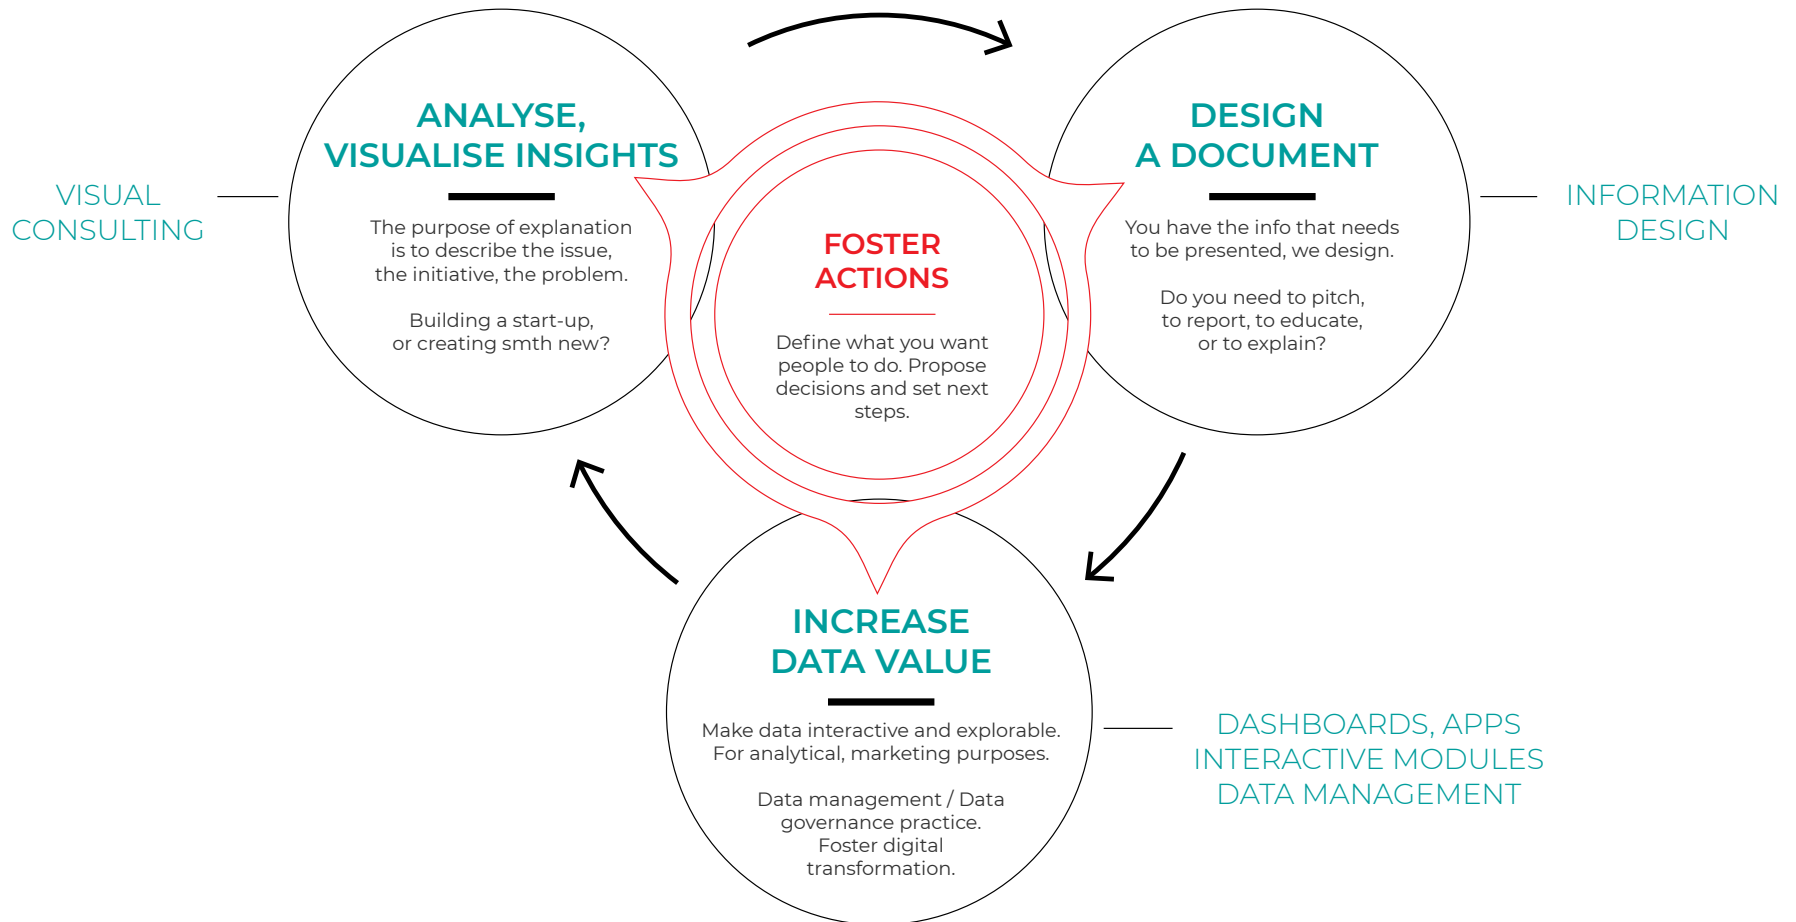 VISUAL
CONSULTING
ANALYSE,
VISUALISE INSIGHTS
The purpose of explanation
is to describe the issue,
the initiative, the problem.
Building a start-up,
or creating smth new?
FOSTER
ACTIONS
Define what you want
people to do. Propose
decisions and set next
steps.
DESIGN
A DOCUMENT
You have the info that needs
to be presented, we design.
Do you need to pitch,
to report, to educate,
or to explain?
INFORMATION
DESIGN
INCREASE
DATA VALUE
Make data interactive and explorable.
For analytical, marketing purposes.
Data management / Data
governance practice.
Foster digital
transformation.
DASHBOARDS, APPS
INTERACTIVE MODULES
DATA MANAGEMENT